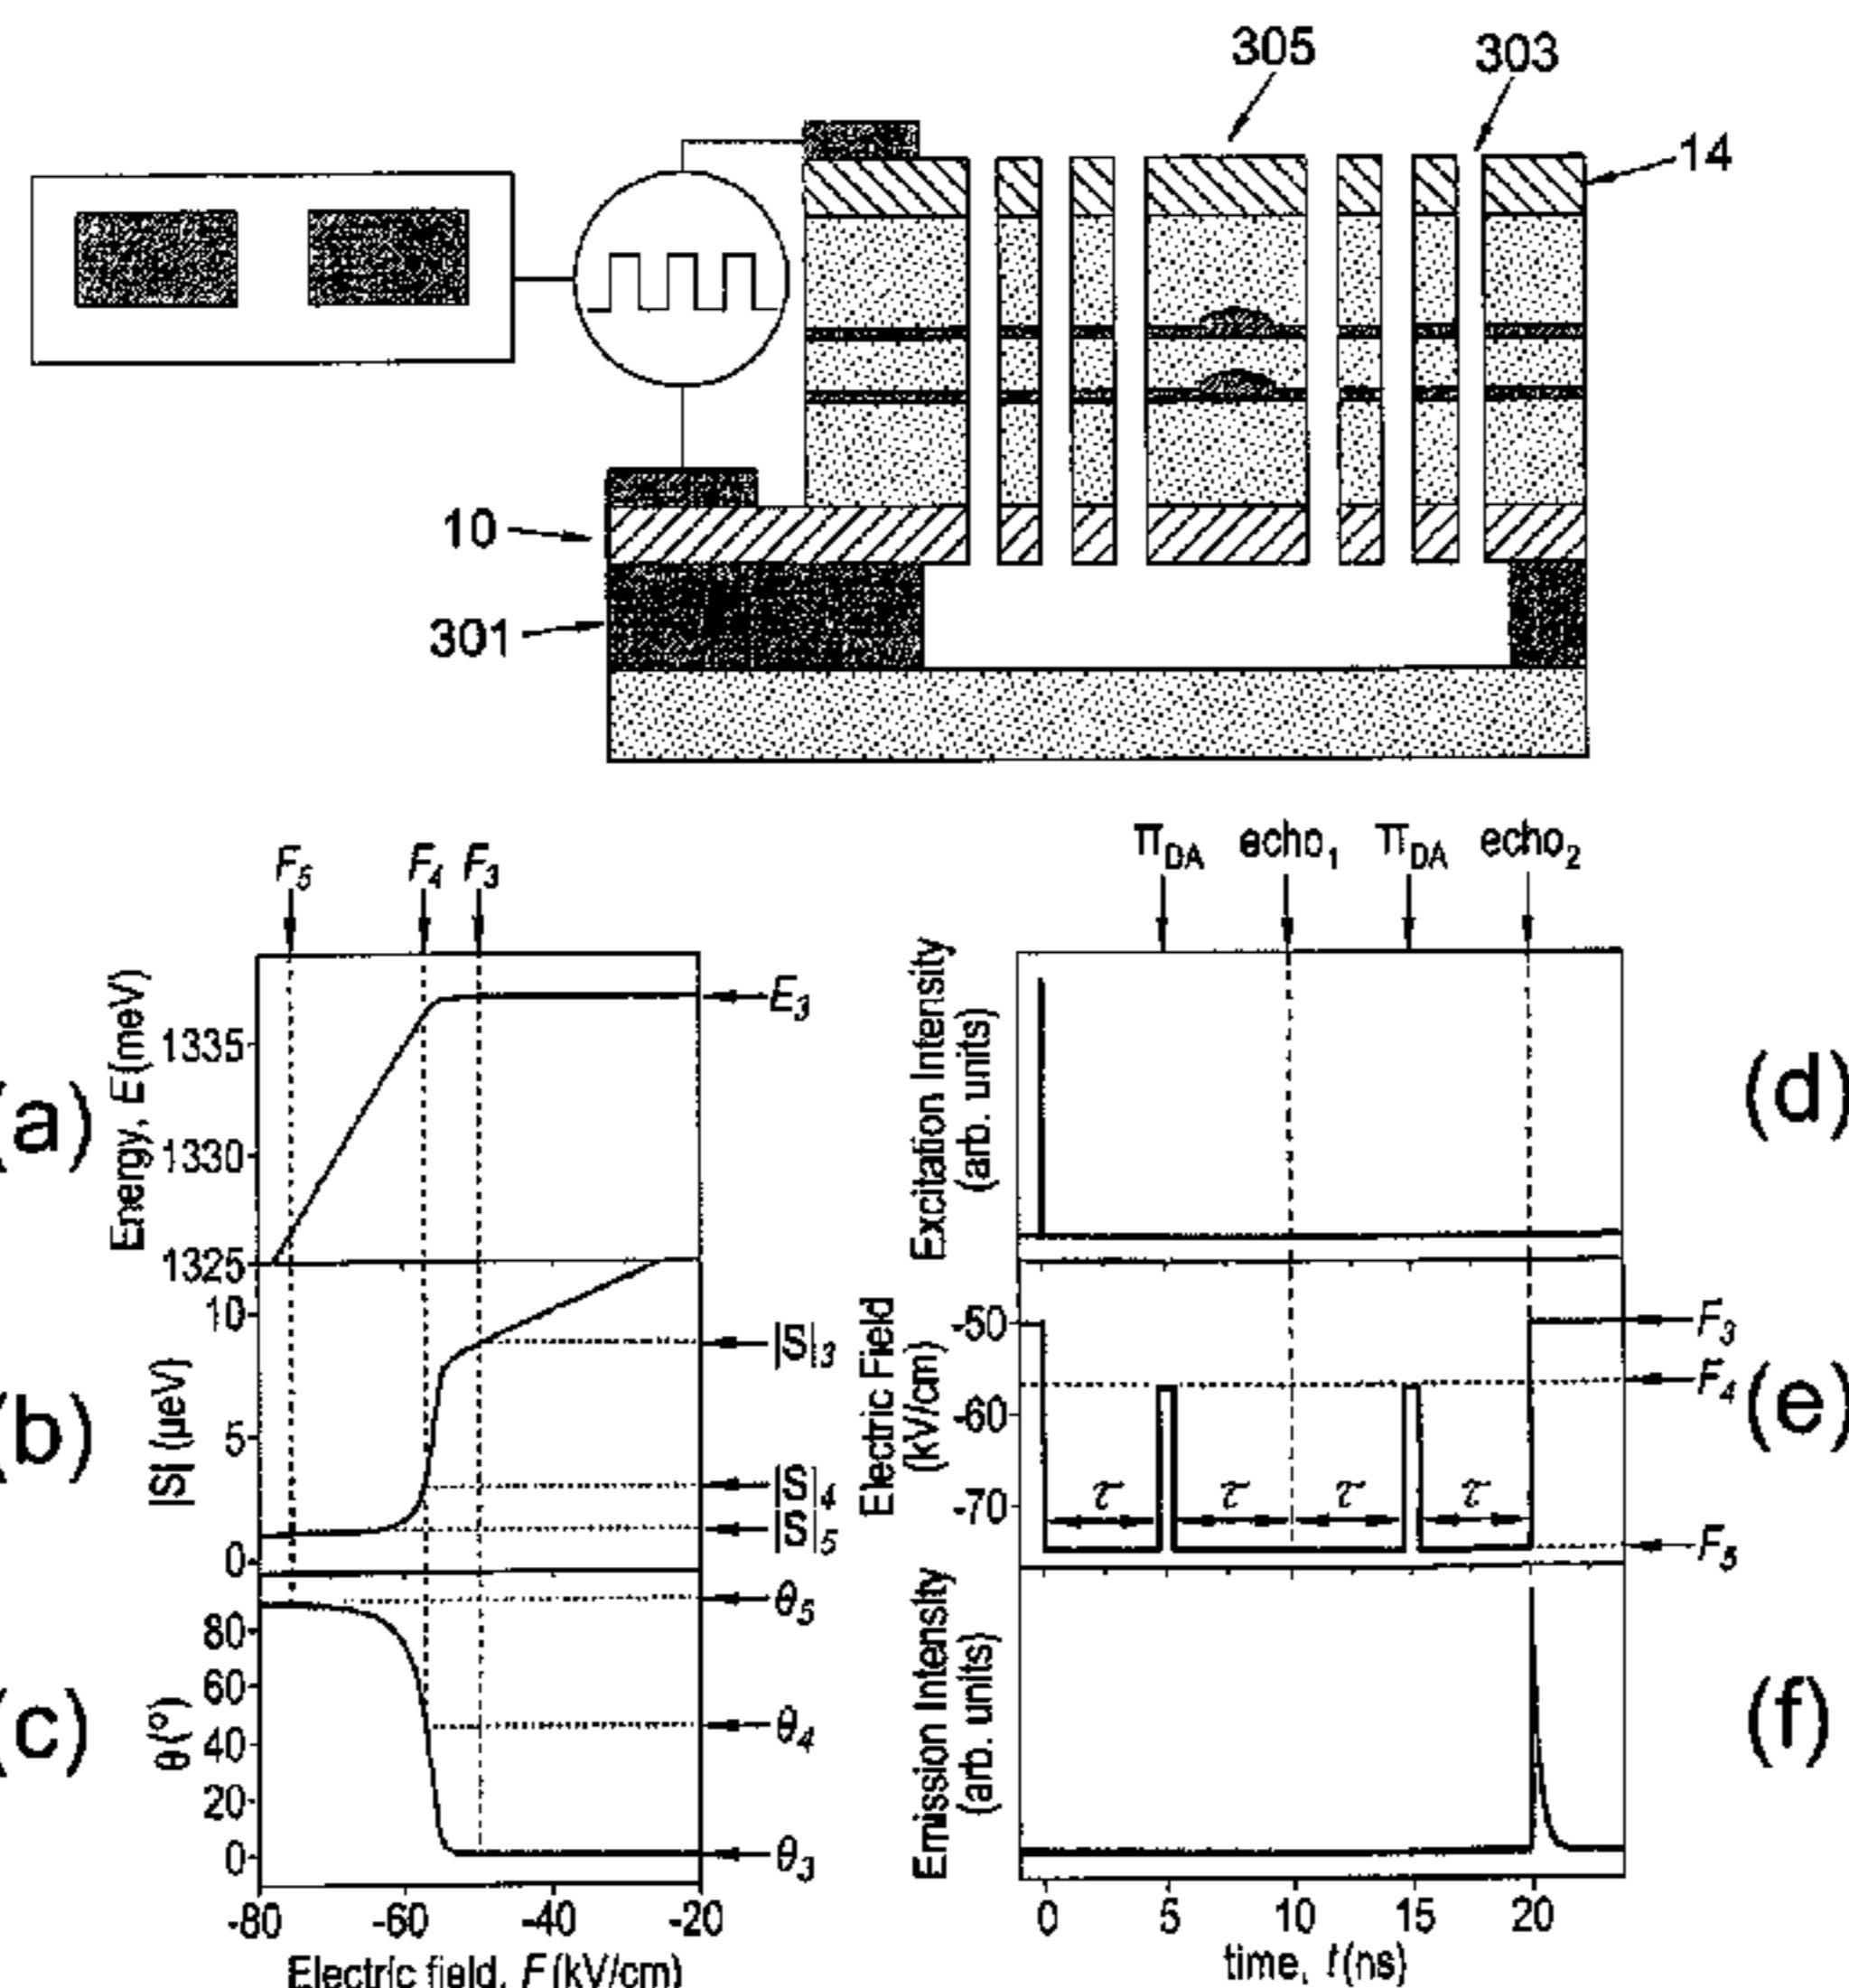 305
303
14
10
301
F5
F4
F3
πDA
echo1
πDA
echo2
(a)
Energy, E (meV)
1335
1330
1325
E3
(b)
|S| (μeV)
10
5
0
|S|3
|S|4
|S|5
(c)
θ(°)
80
60
40
20
0
θ5
θ4
θ3
-80
-60
-40
-20
Electric field, F (kV/cm)
(d)
Excitation Intensity
(arb. units)
(e)
Electric Field
(kV/cm)
-50
-60
-70
τ
τ
τ
τ
F3
F4
F5
(f)
Emission Intensity
(arb. units)
0
5
10
15
20
time, t (ns)